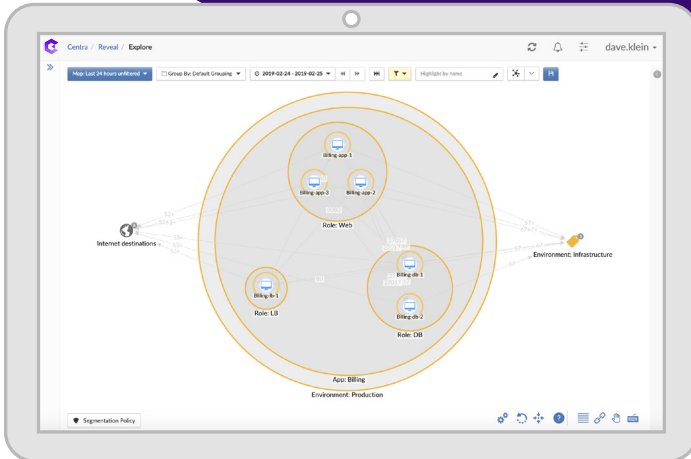 Centra / Reveal / Explore
dave.klein
Map: Last 24 hours unfiltered
Group By: Default Grouping
2019-02-24 - 2019-02-25
Highlight by name
Billing-app-1
Billing-app-3
Billing-app-2
Role: Web
Internet destinations
Environment: Infrastructure
Billing-db-1
Billing-lb-1
Role: LB
Billing-db-2
Role: DB
App: Billing
Environment: Production
Segmentation Policy